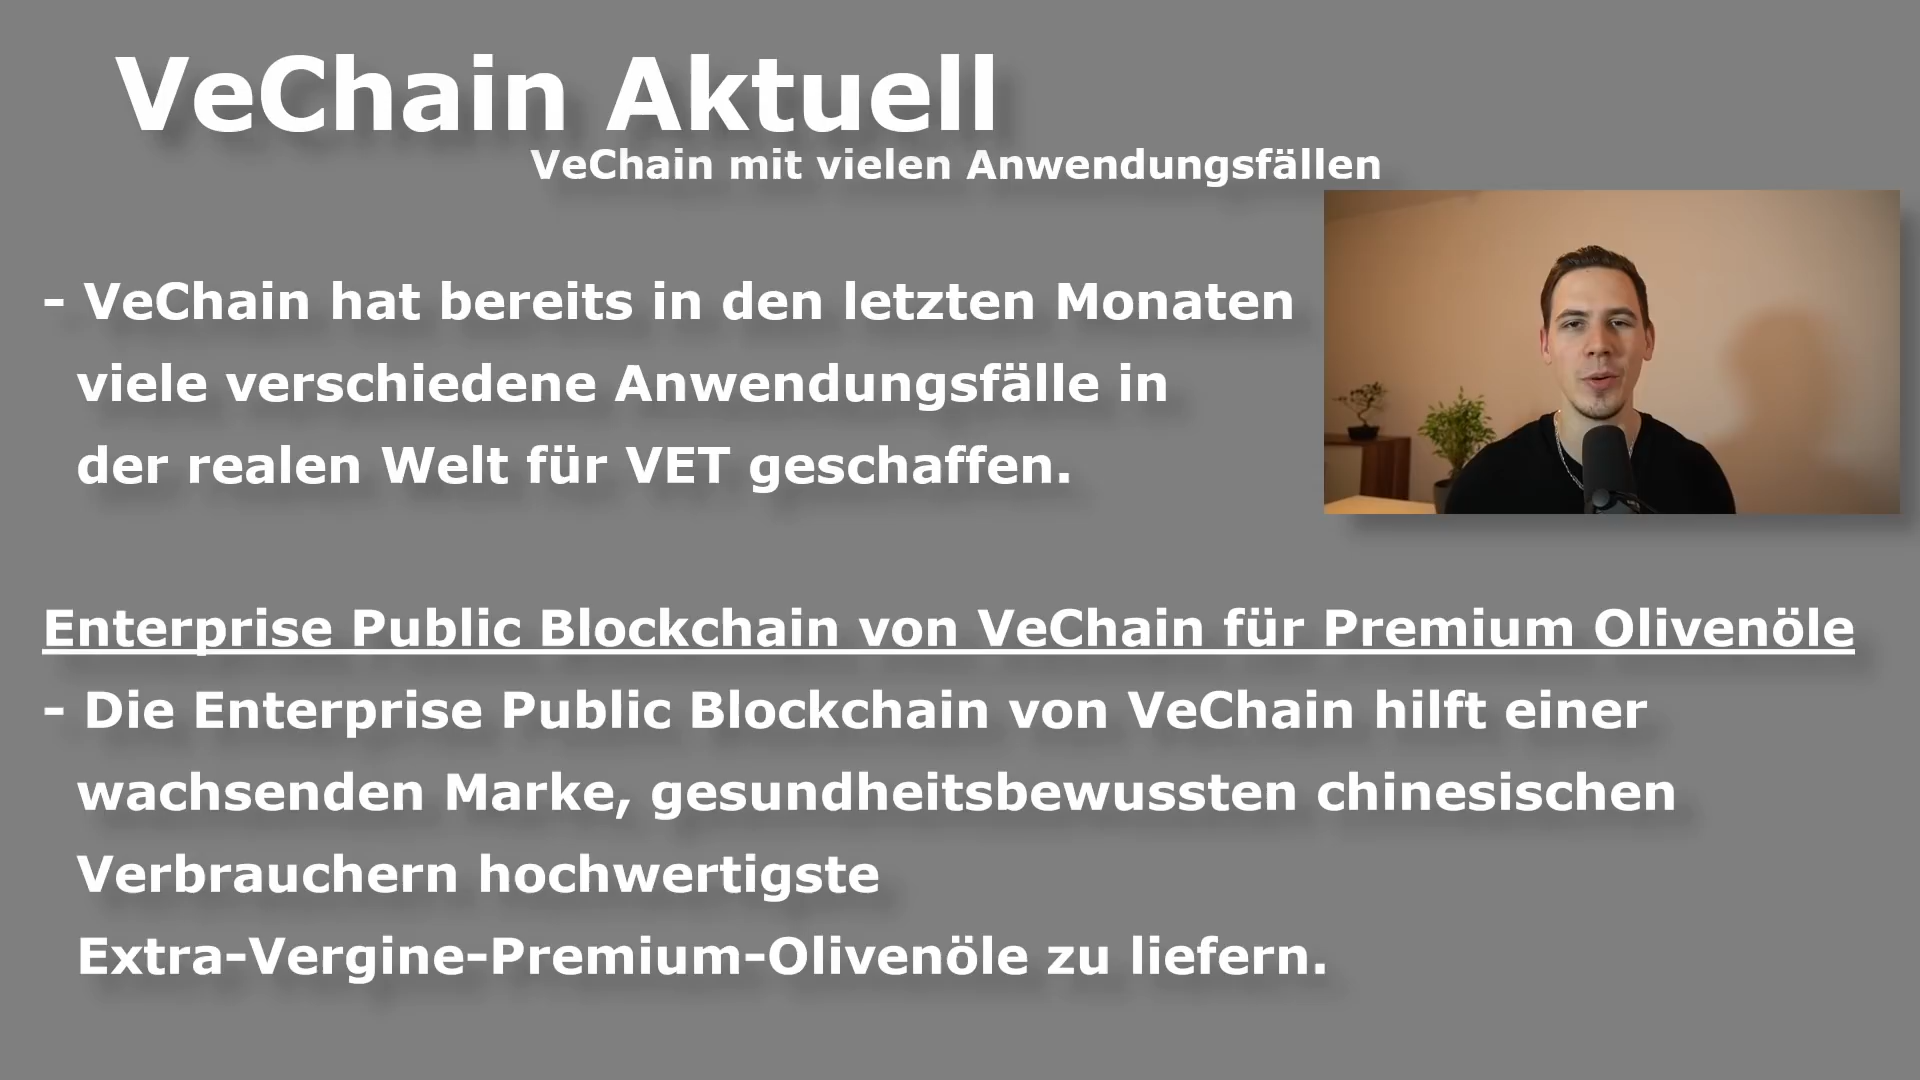 VeChain Aktuell
VeChain mit vielen Anwendungsfällen
- VeChain hat bereits in den letzten Monaten
viele verschiedene Anwendungsfälle in
der realen Welt für VET geschaffen.
Enterprise Public Blockchain von VeChain für Premium Olivenöle
- Die Enterprise Public Blockchain von VeChain hilft einer
wachsenden Marke, gesundheitsbewussten chinesischen
Verbrauchern hochwertigste
Extra-Vergine-Premium-Olivenöle zu liefern.